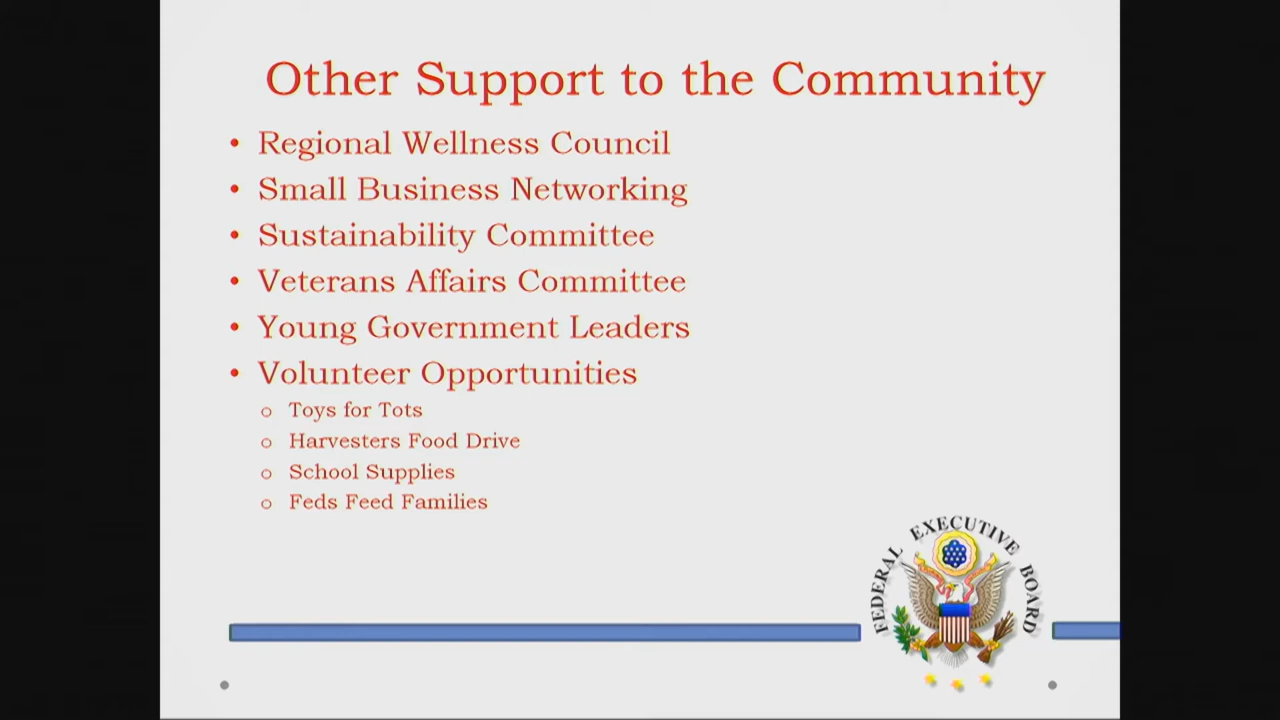 Other Support to the Community
• Regional Wellness Council
• Small Business Networking
• Sustainability Committee
• Veterans Affairs Committee
• Young Government Leaders
• Volunteer Opportunities
o Toys for Tots
o Harvesters Food Drive
o School Supplies
o Feds Feed Families
FEDERAL EXECUTIVE BOARD